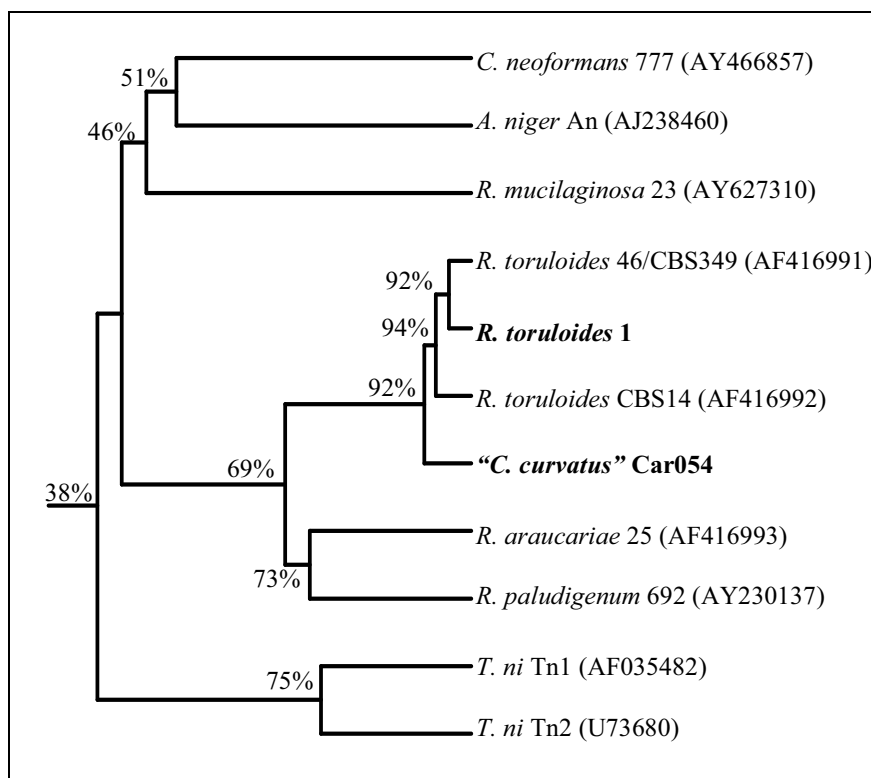 C. neoformans 777 (AY466857)
51%
A. niger An (AJ238460)
46%
R. mucilaginosa 23 (AY627310)
R. toruloides 46/CBS349 (AF416991)
92%
R. toruloides 1
94%
R. toruloides CBS14 (AF416992)
92%
“C. curvatus” Car054
69%
38%
R. araucariae 25 (AF416993)
73%
R. paludigenum 692 (AY230137)
T. ni Tn1 (AF035482)
75%
T. ni Tn2 (U73680)